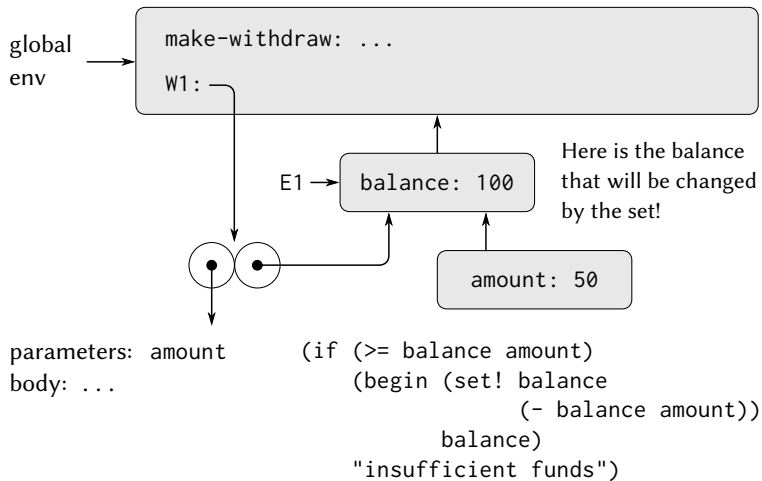 global
env
make-withdraw: ...
W1:
E1
balance: 100
Here is the balance
that will be changed
by the set!
amount: 50
parameters: amount
body: ...
(if (>= balance amount)
(begin (set! balance
(- balance amount))
balance)
"insufficient funds")